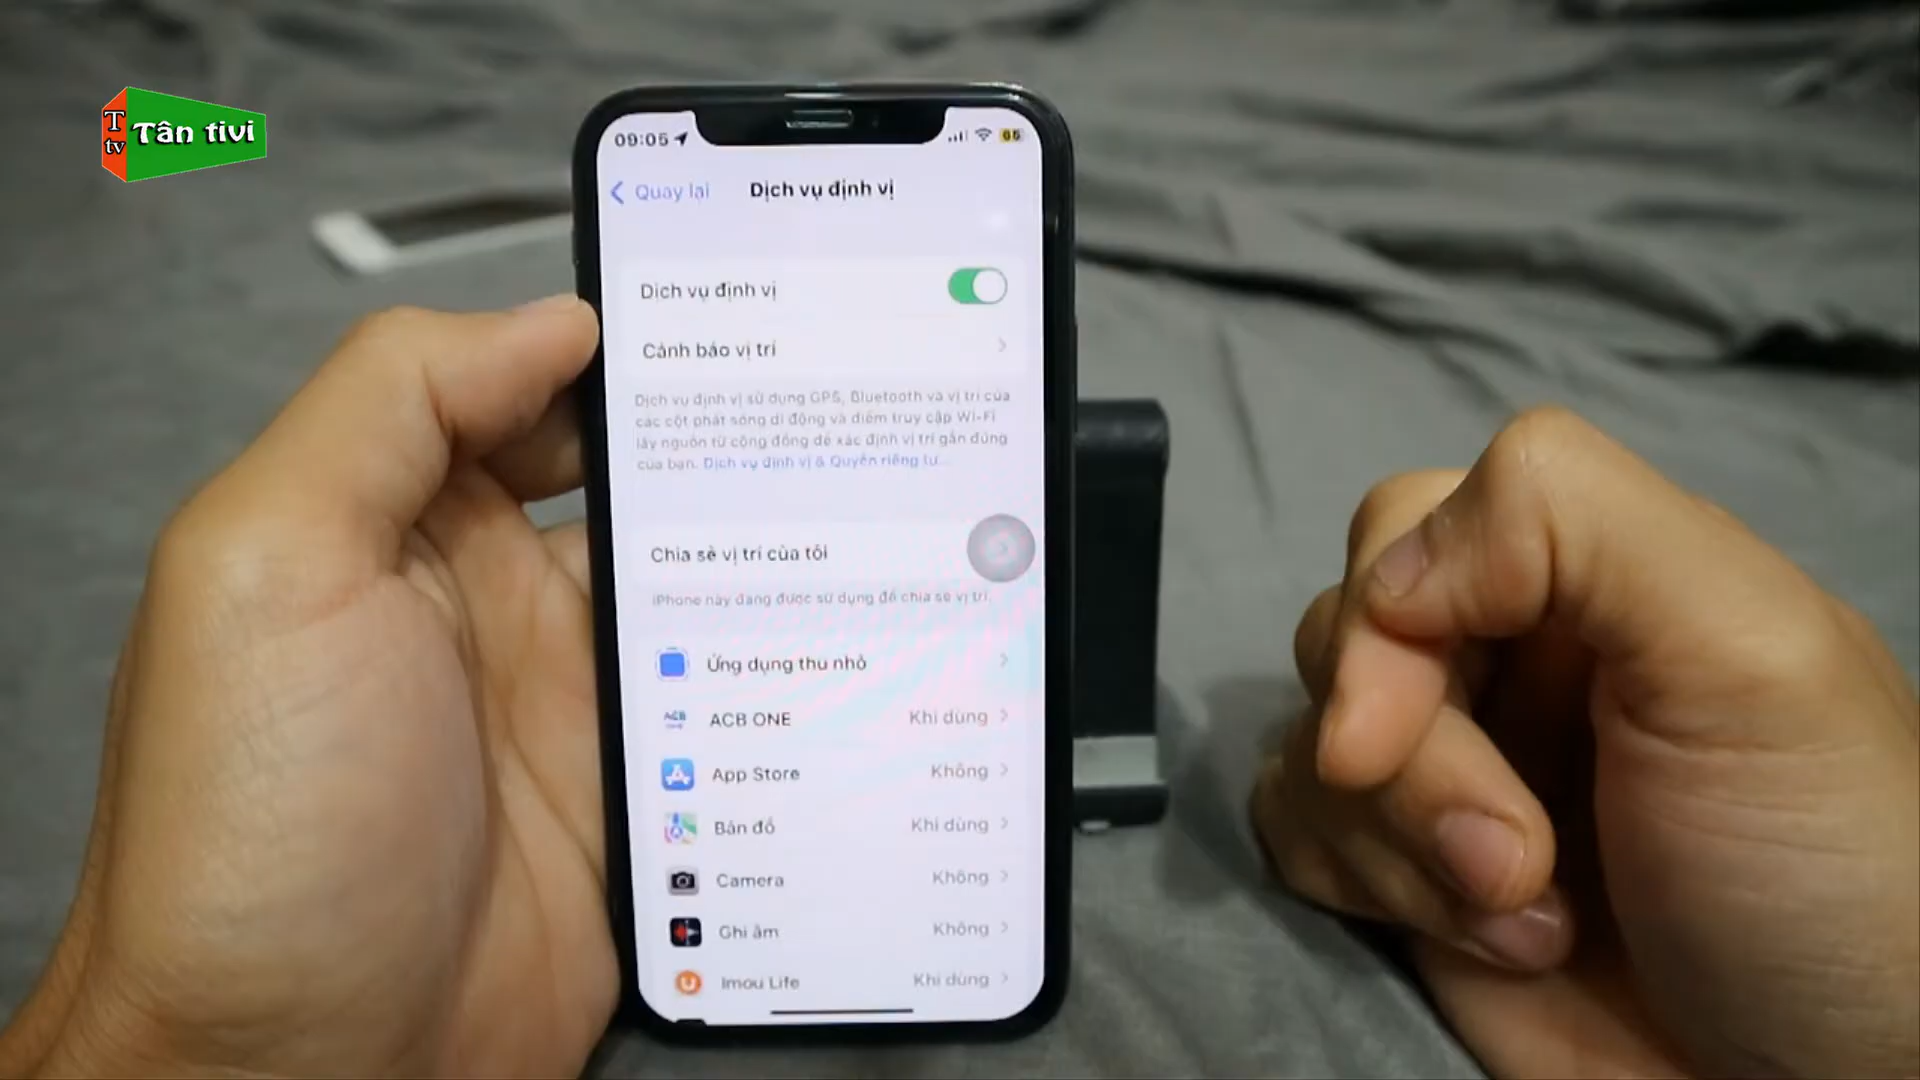 T
tv
Tân tivi
09:05
Quay lại
Dịch vụ định vị
Dịch vụ định vị
Cảnh báo vị trí
Dịch vụ định vị sử dụng GPS, Bluetooth và vị trí của
các cột phát sóng di động và điểm truy cập Wi-Fi
lấy nguồn từ cộng đồng để xác định vị trí gần đúng
của bạn. Dịch vụ định vị & Quyền riêng tư...
Chia sẻ vị trí của tôi
iPhone này đang được sử dụng để chia sẻ vị trí.
Ứng dụng thu nhỏ
ACB ONE Khi dùng
App Store Không
Bản đồ Khi dùng
Camera Không
Ghi âm Không
Imou Life Khi dùng